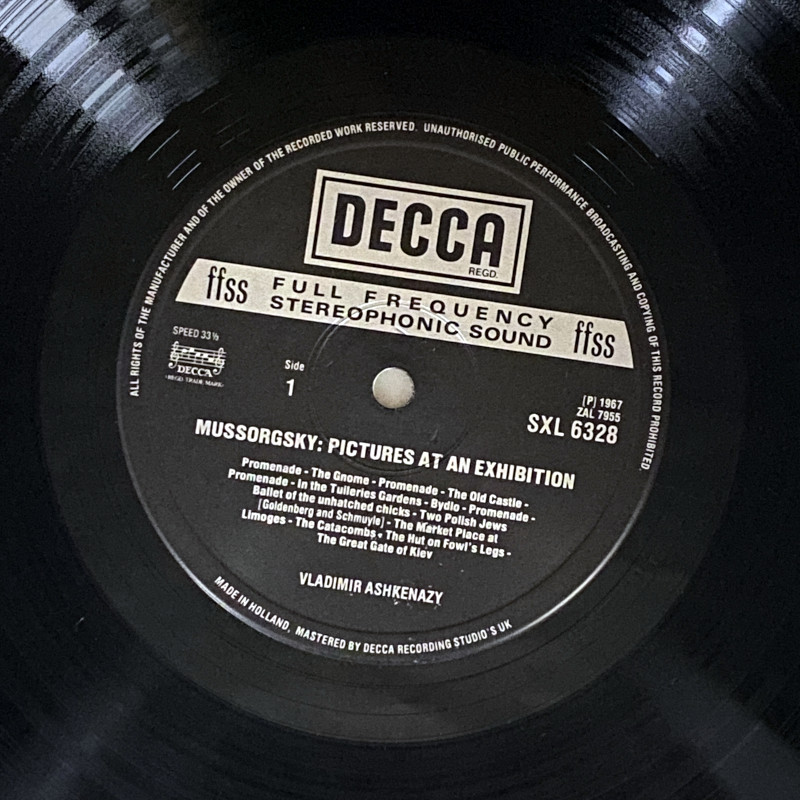 ALL RIGHTS OF THE MANUFACTURER AND OF THE OWNER OF THE RECORDED WORK RESERVED. UNAUTHORISED PUBLIC PERFORMANCE BROADCASTING AND COPYING OF THIS RECORD PROHIBITED.
DECCA
REGD.
ffss FULL FREQUENCY STEREOPHONIC SOUND ffss
SPEED 33⅓
DECCA
REGD. TRADE MARK
Side
1
(P) 1967
ZAL 7955
SXL 6328
MUSSORGSKY: PICTURES AT AN EXHIBITION
Promenade - The Gnome - Promenade - The Old Castle -
Promenade - In the Tuileries Gardens - Bydlo - Promenade -
Ballet of the unhatched chicks - Two Polish Jews
(Goldenberg and Schmuyle) - The Market Place at
Limoges - The Catacombs - The Hut on Fowl's Legs -
The Great Gate of Kiev
VLADIMIR ASHKENAZY
MADE IN HOLLAND, MASTERED BY DECCA RECORDING STUDIO'S UK